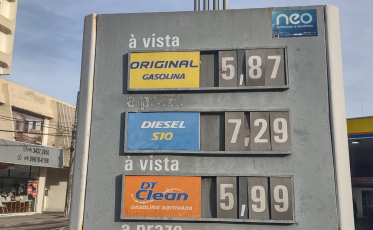 neo
à vista
ORIGINAL
GASOLINA
5,87
a prazo
DIESEL
S10
7,29
à vista
DT
Clean
GASOLINA ADITIVADA
5,99
a prazo